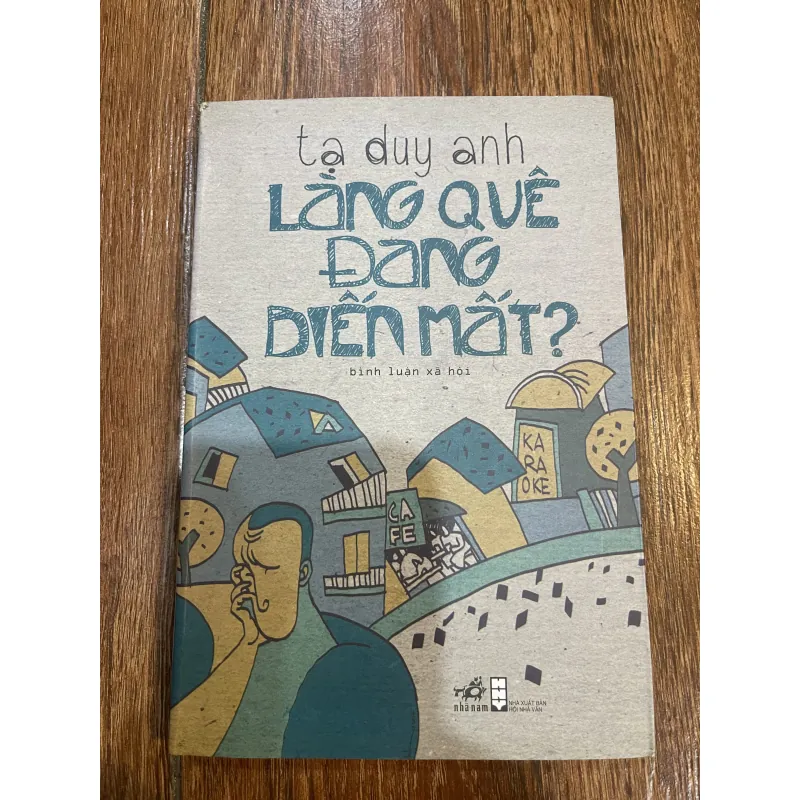 tạ duy anh
LÀNG QUÊ
ĐANG
BIẾN MẤT?
bình luận xã hội
KA
RA
OKE
CA
FE
nhã nam
NHÀ XUẤT BẢN
HỘI NHÀ VĂN